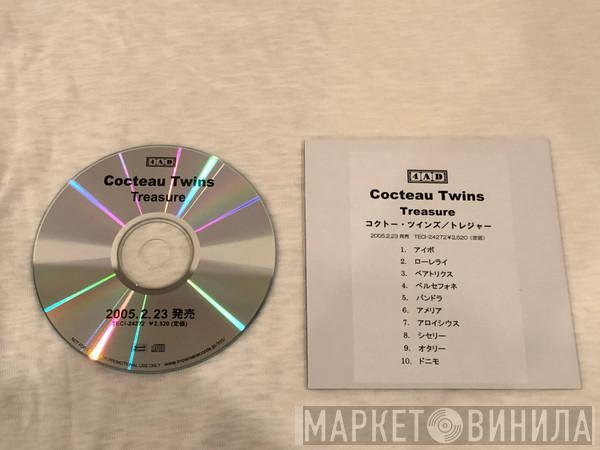 4AD
Cocteau Twins
Treasure
2005.2.23 発売
TECI-24272 ￥2,520 (定価)
PROMOTIONAL USE ONLY
4AD
Cocteau Twins
Treasure
コクトー・ツインズ／トレジャー
2005.2.23 発売 TECI-24272￥2,520 (定価)
1. アイボ
2. ローレライ
3. ベアトリクス
4. ペルセフォネ
5. パンドラ
6. アメリア
7. アロイシウス
8. シセリー
9. オタリー
10. ドニモ
МАРКЕТ ВИНИЛА